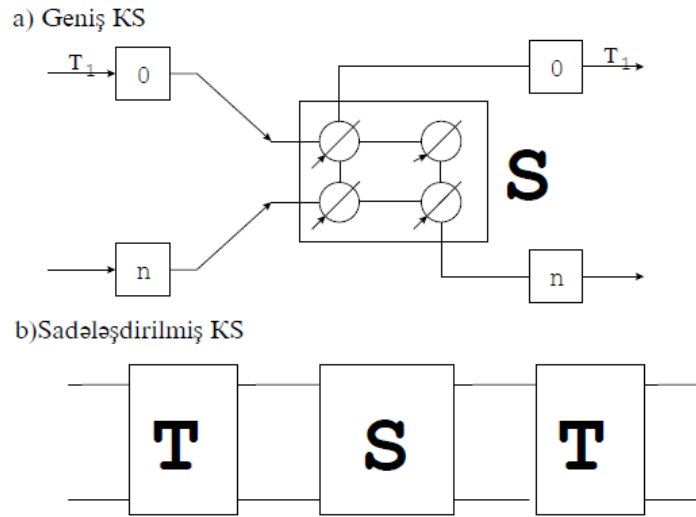 a) Geniş KS
T₁ 0 0 T₁
S
n n
b)Sadələşdirilmiş KS
T S T